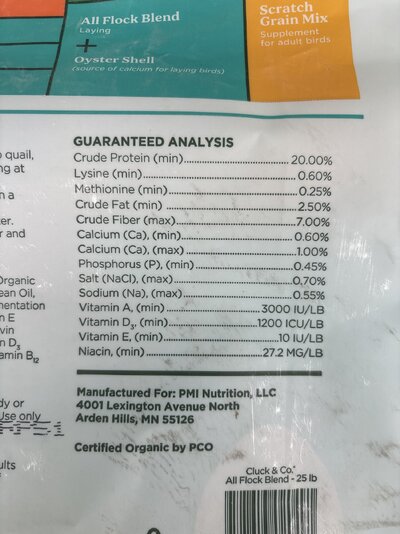 All Flock Blend
Laying
+
Oyster Shell
(source of calcium for laying birds)
Scratch
Grain Mix
Supplement
for adult birds
quail,
ng at
n a
ter.
r and
Organic
ean Oil,
mentation
n E
vin
n D3
amin B12
dy or
Use only
ults
GUARANTEED ANALYSIS
Crude Protein (min)..........20.00%
Lysine (min)..........0.60%
Methionine (min)..........0.25%
Crude Fat (min)..........2.50%
Crude Fiber (max)..........7.00%
Calcium (Ca), (min)..........0.60%
Calcium (Ca), (max)..........1.00%
Phosphorus (P), (min)..........0.45%
Salt (NaCl), (max)..........0.70%
Sodium (Na), (max)..........0.55%
Vitamin A, (min)..........3000 IU/LB
Vitamin D3, (min)..........1200 ICU/LB
Vitamin E, (min)..........10 IU/LB
Niacin, (min)..........27.2 MG/LB
Manufactured For: PMI Nutrition, LLC
4001 Lexington Avenue North
Arden Hills, MN 55126
Certified Organic by PCO
Cluck & Co.
All Flock Blend - 25 lb